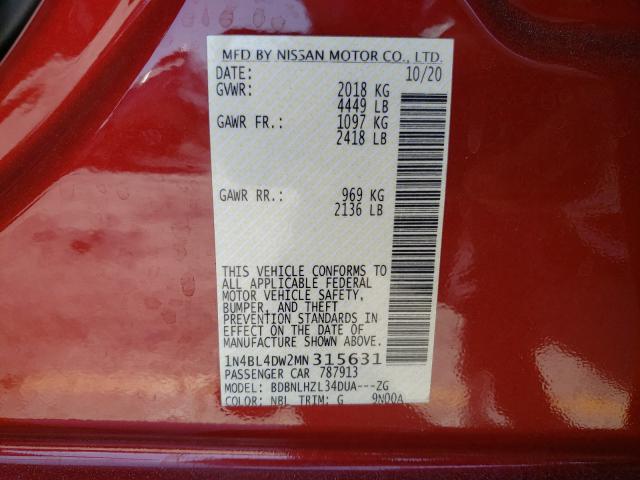 MFD BY NISSAN MOTOR CO., LTD.
DATE: 10/20
GVWR: 2018 KG
4449 LB
GAWR FR.: 1097 KG
2418 LB
GAWR RR.: 969 KG
2136 LB
THIS VEHICLE CONFORMS TO
ALL APPLICABLE FEDERAL
MOTOR VEHICLE SAFETY,
BUMPER, AND THEFT
PREVENTION STANDARDS IN
EFFECT ON THE DATE OF
MANUFACTURE SHOWN ABOVE.
1N4BL4DW2MN315631
PASSENGER CAR 787913
MODEL: BDBNLHZL34DUA---ZG
COLOR: NBL TRIM: G 9N00A